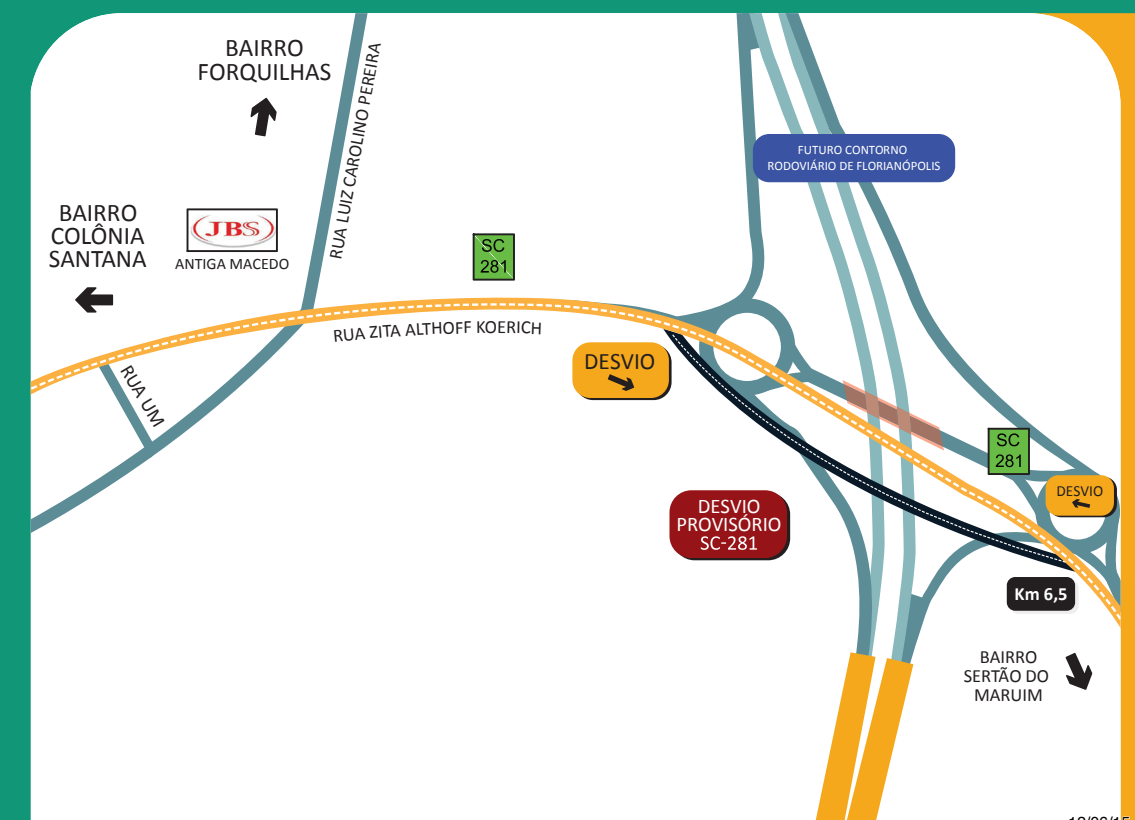 BAIRRO
FORQUILHAS
RUA LUIZ CAROLINO PEREIRA
FUTURO CONTORNO
RODOVIÁRIO DE FLORIANÓPOLIS
BAIRRO
COLÔNIA
SANTANA
JBS
ANTIGA MACEDO
SC
281
RUA ZITA ALTHOFF KOERICH
DESVIO
RUA UM
SC
281
DESVIO
DESVIO
PROVISÓRIO
SC-281
Km 6,5
BAIRRO
SERTÃO DO
MARUIM